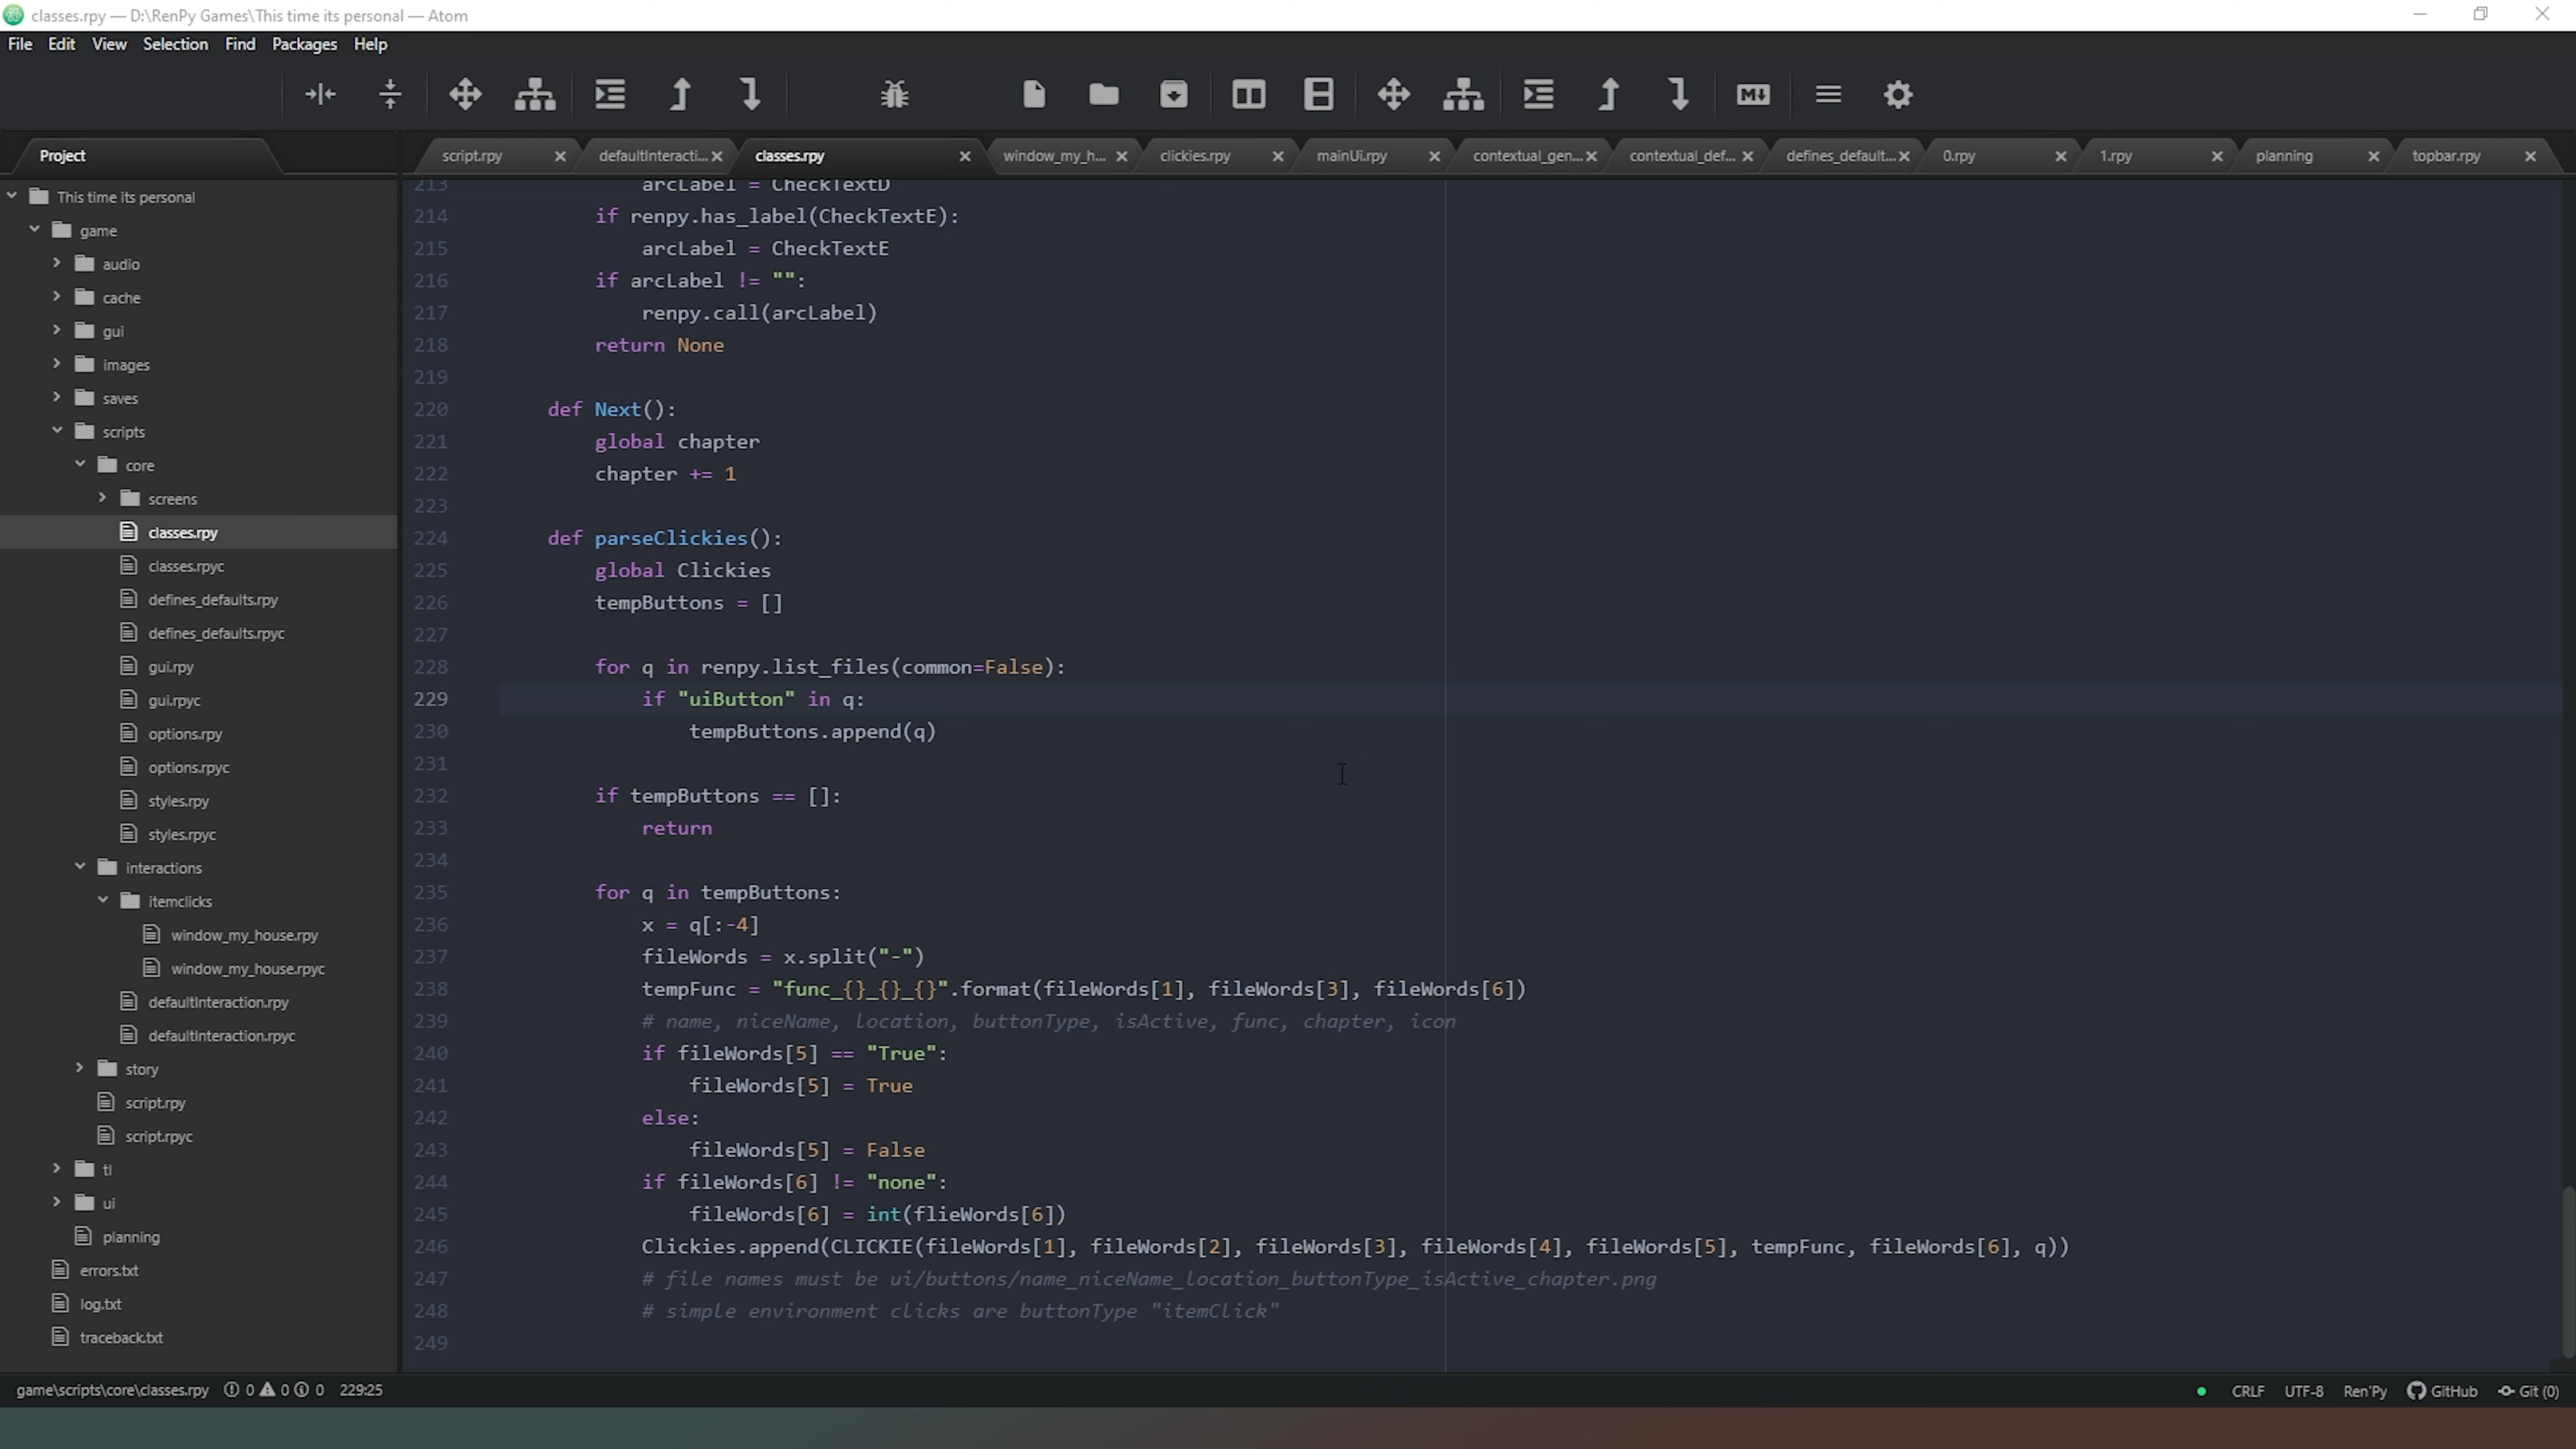 classes.rpy — D:\RenPy Games\This time its personal — Atom
File Edit View Selection Find Packages Help
M↓
Project
script.rpy defaultInteracti... classes.rpy window_my_h... clickies.rpy mainUi.rpy contextual_gen... contextual_def... defines_default... 0.rpy 1.rpy planning topbar.rpy
This time its personal
game
audio
cache
gui
images
saves
scripts
core
screens
classes.rpy
classes.rpyc
defines_defaults.rpy
defines_defaults.rpyc
gui.rpy
gui.rpyc
options.rpy
options.rpyc
styles.rpy
styles.rpyc
interactions
itemclicks
window_my_house.rpy
window_my_house.rpyc
defaultInteraction.rpy
defaultInteraction.rpyc
story
script.rpy
script.rpyc
tl
ui
planning
errors.txt
log.txt
traceback.txt
213 arcLabel = CheckTextD
214 if renpy.has_label(CheckTextE):
215 arcLabel = CheckTextE
216 if arcLabel != "":
217 renpy.call(arcLabel)
218 return None
219
220 def Next():
221 global chapter
222 chapter += 1
223
224 def parseClickies():
225 global Clickies
226 tempButtons = []
227
228 for q in renpy.list_files(common=False):
229 if "uiButton" in q:
230 tempButtons.append(q)
231
232 if tempButtons == []:
233 return
234
235 for q in tempButtons:
236 x = q[:-4]
237 fileWords = x.split("-")
238 tempFunc = "func_{}_{}_{}".format(fileWords[1], fileWords[3], fileWords[6])
239 # name, niceName, location, buttonType, isActive, func, chapter, icon
240 if fileWords[5] == "True":
241 fileWords[5] = True
242 else:
243 fileWords[5] = False
244 if fileWords[6] != "none":
245 fileWords[6] = int(flieWords[6])
246 Clickies.append(CLICKIE(fileWords[1], fileWords[2], fileWords[3], fileWords[4], fileWords[5], tempFunc, fileWords[6], q))
247 # file names must be ui/buttons/name_niceName_location_buttonType_isActive_chapter.png
248 # simple environment clicks are buttonType "itemClick"
249
game\scripts\core\classes.rpy 0 0 0 229:25 CRLF UTF-8 Ren'Py GitHub Git (0)